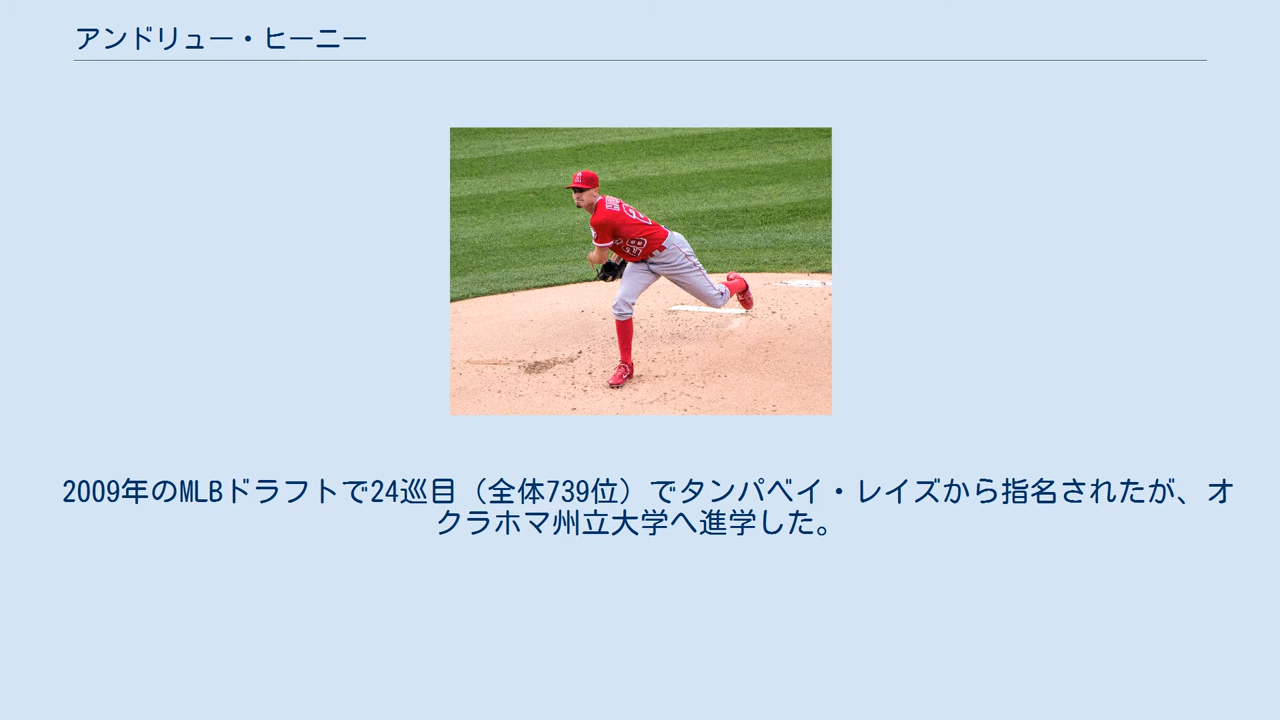 アンドリュー・ヒーニー
28
2009年のMLBドラフトで24巡目（全体739位）でタンパベイ・レイズから指名されたが、オ
クラホマ州立大学へ進学した。